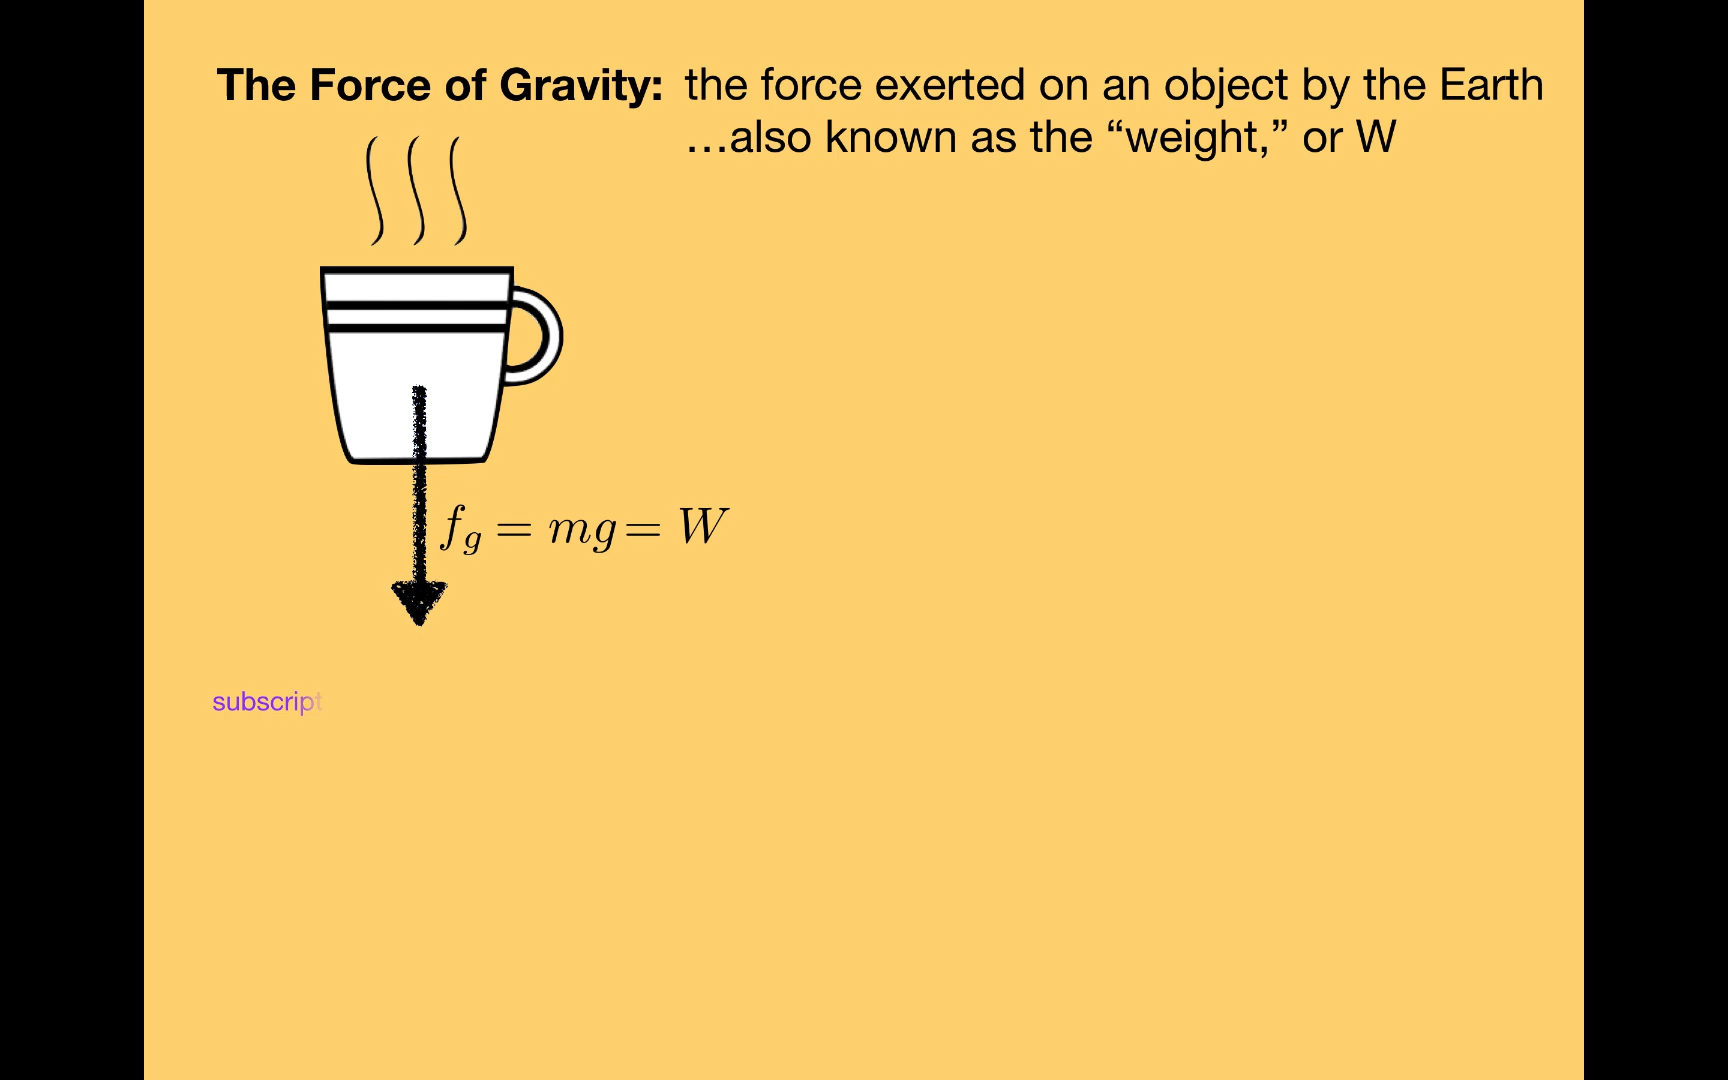 The Force of Gravity: the force exerted on an object by the Earth
…also known as the “weight,” or W
f_g = mg = W
subscript